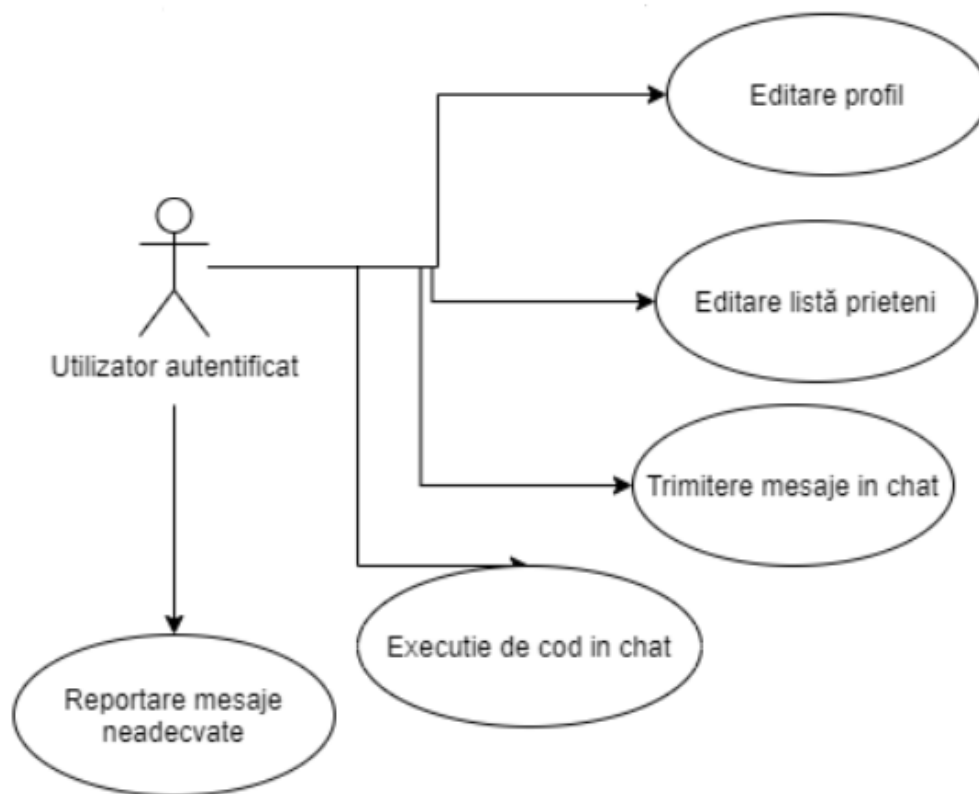 Editare profil
Editare listă prieteni
Utilizator autentificat
Trimitere mesaje in chat
Executie de cod in chat
Reportare mesaje
neadecvate